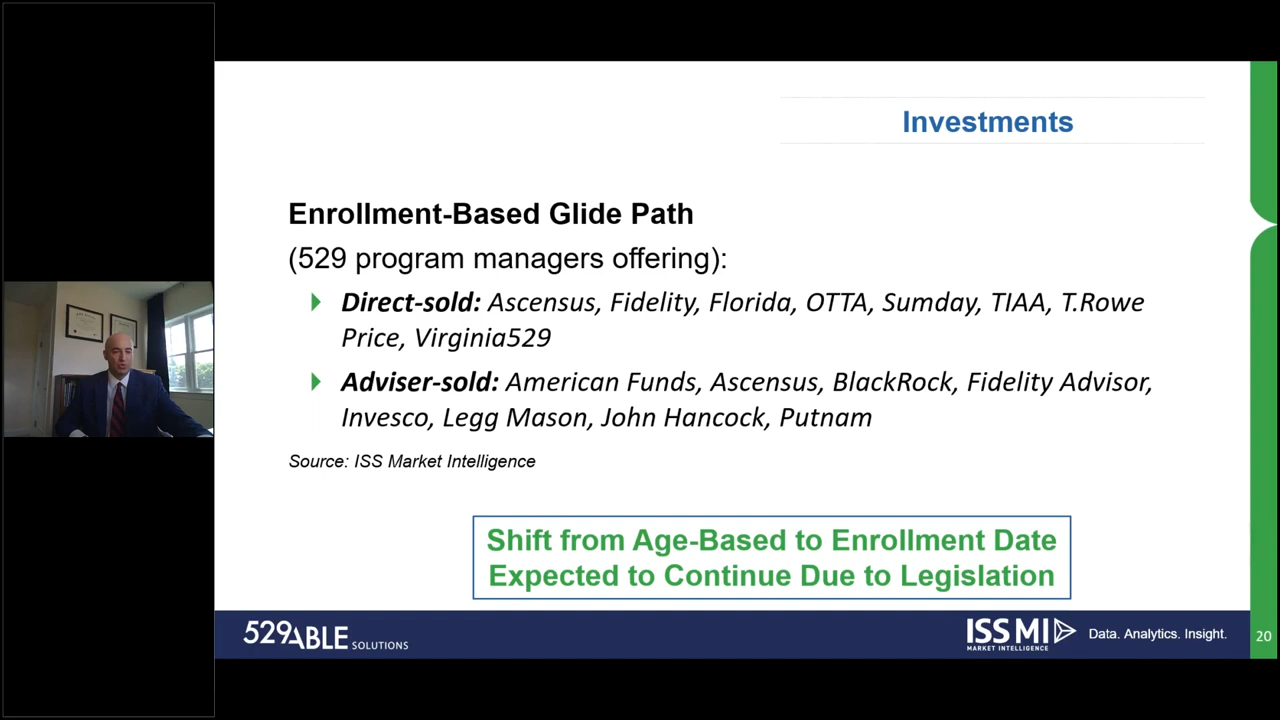 Investments
Enrollment-Based Glide Path
(529 program managers offering):
Direct-sold: Ascensus, Fidelity, Florida, OTTA, Sumday, TIAA, T.Rowe
Price, Virginia529
Adviser-sold: American Funds, Ascensus, BlackRock, Fidelity Advisor,
Invesco, Legg Mason, John Hancock, Putnam
Source: ISS Market Intelligence
Shift from Age-Based to Enrollment Date
Expected to Continue Due to Legislation
529ABLE SOLUTIONS
ISS MI
MARKET INTELLIGENCE
Data. Analytics. Insight.
20